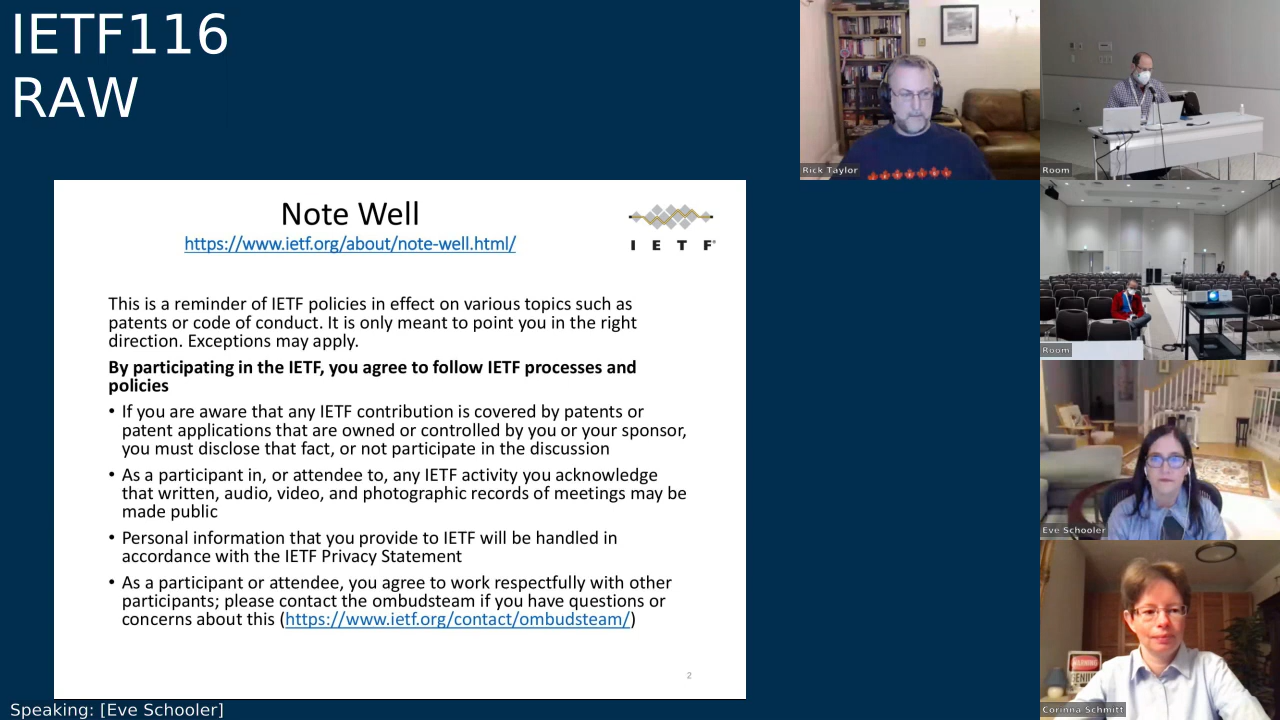 IETF116
RAW
Note Well
https://www.ietf.org/about/note-well.html/
I E T F
This is a reminder of IETF policies in effect on various topics such as
patents or code of conduct. It is only meant to point you in the right
direction. Exceptions may apply.
By participating in the IETF, you agree to follow IETF processes and
policies
• If you are aware that any IETF contribution is covered by patents or
patent applications that are owned or controlled by you or your sponsor,
you must disclose that fact, or not participate in the discussion
• As a participant in, or attendee to, any IETF activity you acknowledge
that written, audio, video, and photographic records of meetings may be
made public
• Personal information that you provide to IETF will be handled in
accordance with the IETF Privacy Statement
• As a participant or attendee, you agree to work respectfully with other
participants; please contact the ombudsteam if you have questions or
concerns about this (https://www.ietf.org/contact/ombudsteam/)
2
Speaking: [Eve Schooler]
Rick Taylor
Room
Room
Eve Schooler
WARNING
GENIUS
Corinna Schmitt